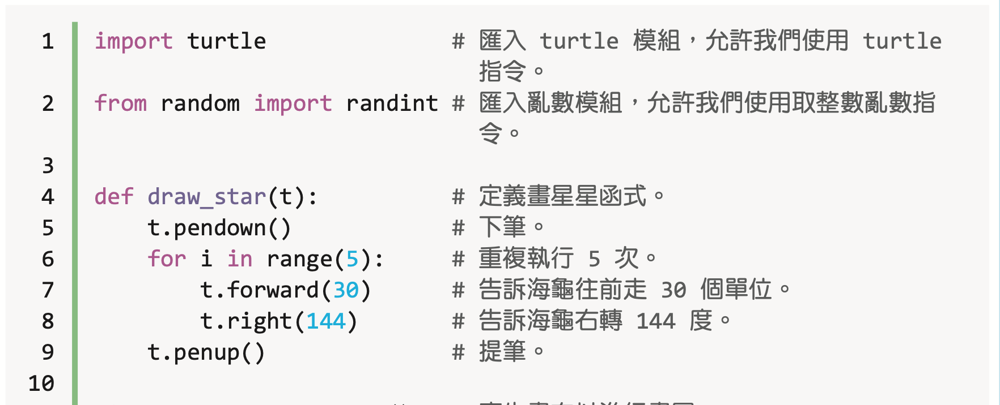 1 import turtle # 匯入 turtle 模組，允許我們使用 turtle
指令。
2 from random import randint # 匯入亂數模組，允許我們使用取整數亂數指
令。
3
4 def draw_star(t): # 定義畫星星函式。
5 t.pendown() # 下筆。
6 for i in range(5): # 重複執行 5 次。
7 t.forward(30) # 告訴海龜往前走 30 個單位。
8 t.right(144) # 告訴海龜右轉 144 度。
9 t.penup() # 提筆。
10